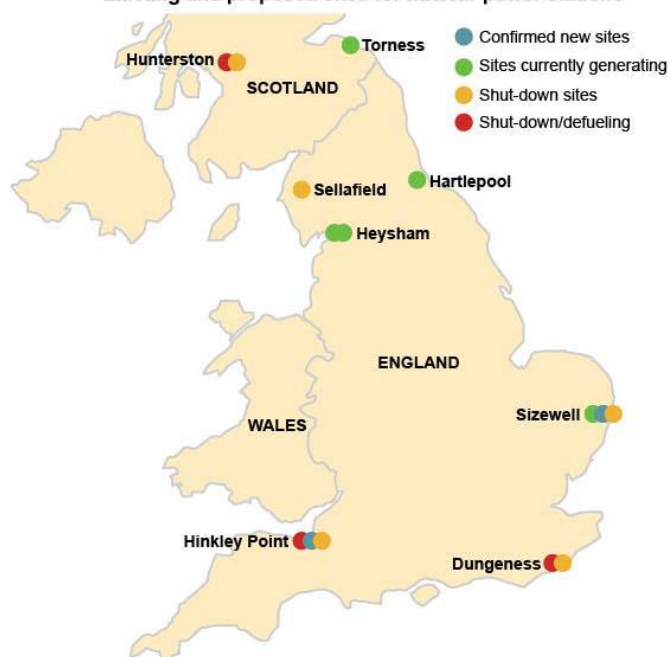 Confirmed new sites
Sites currently generating
Shut-down sites
Shut-down/defueling
Torness
Hunterston
SCOTLAND
Hartlepool
Sellafield
Heysham
ENGLAND
Sizewell
WALES
Hinkley Point
Dungeness